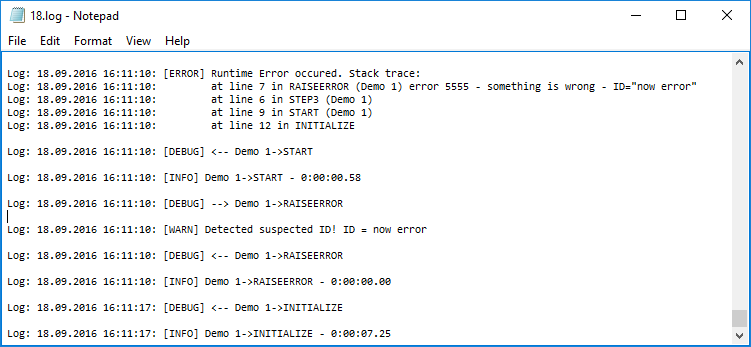 18.log - Notepad
File Edit Format View Help
Log: 18.09.2016 16:11:10: [ERROR] Runtime Error occured. Stack trace:
Log: 18.09.2016 16:11:10: at line 7 in RAISEERROR (Demo 1) error 5555 - something is wrong - ID="now error"
Log: 18.09.2016 16:11:10: at line 6 in STEP3 (Demo 1)
Log: 18.09.2016 16:11:10: at line 9 in START (Demo 1)
Log: 18.09.2016 16:11:10: at line 12 in INITIALIZE
Log: 18.09.2016 16:11:10: [DEBUG] <-- Demo 1->START
Log: 18.09.2016 16:11:10: [INFO] Demo 1->START - 0:00:00.58
Log: 18.09.2016 16:11:10: [DEBUG] --> Demo 1->RAISEERROR
Log: 18.09.2016 16:11:10: [WARN] Detected suspected ID! ID = now error
Log: 18.09.2016 16:11:10: [DEBUG] <-- Demo 1->RAISEERROR
Log: 18.09.2016 16:11:10: [INFO] Demo 1->RAISEERROR - 0:00:00.00
Log: 18.09.2016 16:11:17: [DEBUG] <-- Demo 1->INITIALIZE
Log: 18.09.2016 16:11:17: [INFO] Demo 1->INITIALIZE - 0:00:07.25